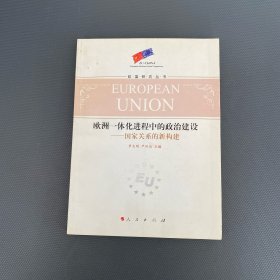 欧盟研究丛书
EUROPEAN
UNION
欧洲一体化进程中的政治建设
——国家关系的新构建
EU
人民出版社